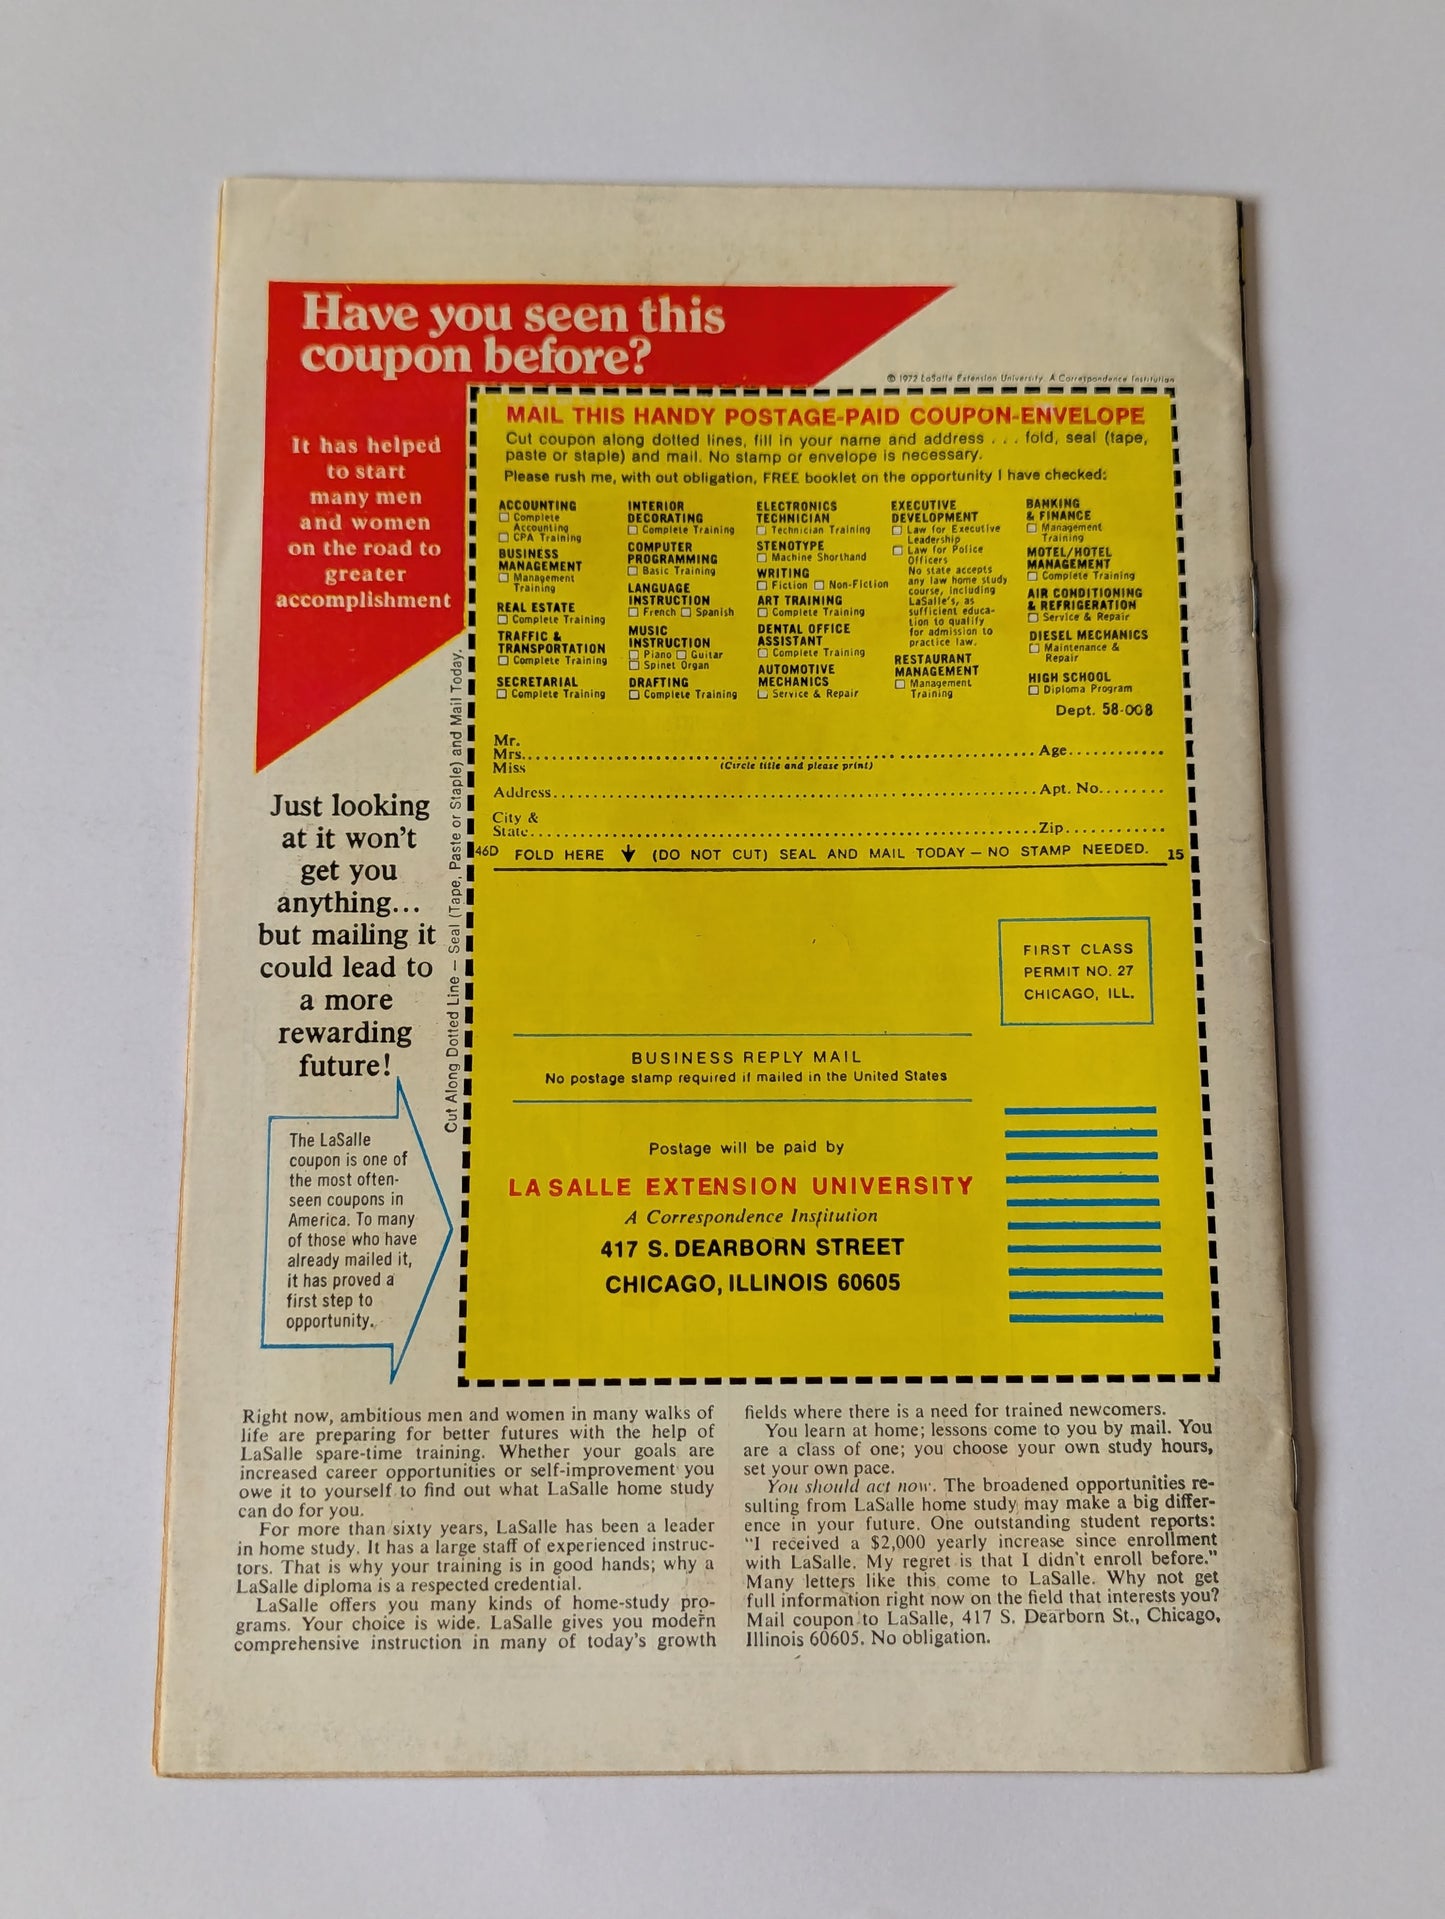 Have you seen this
coupon before?
© 1972 LaSalle Extension University. A Correspondence Institution
It has helped
to start
many men
and women
on the road to
greater
accomplishment
Just looking
at it won't
get you
anything...
but mailing it
could lead to
a more
rewarding
future!
The LaSalle
coupon is one of
the most often-
seen coupons in
America. To many
of those who have
already mailed it,
it has proved a
first step to
opportunity.
Cut Along Dotted Line – Seal (Tape, Paste or Staple) and Mail Today.
MAIL THIS HANDY POSTAGE-PAID COUPON-ENVELOPE
Cut coupon along dotted lines, fill in your name and address . . . fold, seal (tape,
paste or staple) and mail. No stamp or envelope is necessary.
Please rush me, with out obligation, FREE booklet on the opportunity I have checked:
ACCOUNTING
☐ Complete
Accounting
☐ CPA Training
BUSINESS
MANAGEMENT
☐ Management
Training
REAL ESTATE
☐ Complete Training
TRAFFIC &
TRANSPORTATION
☐ Complete Training
SECRETARIAL
☐ Complete Training
INTERIOR
DECORATING
☐ Complete Training
COMPUTER
PROGRAMMING
☐ Basic Training
LANGUAGE
INSTRUCTION
☐ French ☐ Spanish
MUSIC
INSTRUCTION
☐ Piano ☐ Guitar
☐ Spinet Organ
DRAFTING
☐ Complete Training
ELECTRONICS
TECHNICIAN
☐ Technician Training
STENOTYPE
☐ Machine Shorthand
WRITING
☐ Fiction ☐ Non-Fiction
ART TRAINING
☐ Complete Training
DENTAL OFFICE
ASSISTANT
☐ Complete Training
AUTOMOTIVE
MECHANICS
☐ Service & Repair
EXECUTIVE
DEVELOPMENT
☐ Law for Executive
Leadership
☐ Law for Police
Officers
No state accepts
any law home study
course, including
LaSalle's, as
sufficient educa-
tion to qualify
for admission to
practice law.
RESTAURANT
MANAGEMENT
☐ Management
Training
BANKING
& FINANCE
☐ Management
Training
MOTEL/HOTEL
MANAGEMENT
☐ Complete Training
AIR CONDITIONING
& REFRIGERATION
☐ Service & Repair
DIESEL MECHANICS
☐ Maintenance &
Repair
HIGH SCHOOL
☐ Diploma Program
Dept. 58-008
Mr.
Mrs. Age
Miss (Circle title and please print)
Address Apt. No.
City &
State Zip
46D FOLD HERE ↓ (DO NOT CUT) SEAL AND MAIL TODAY – NO STAMP NEEDED. 15
FIRST CLASS
PERMIT NO. 27
CHICAGO, ILL.
BUSINESS REPLY MAIL
No postage stamp required if mailed in the United States
Postage will be paid by
LA SALLE EXTENSION UNIVERSITY
A Correspondence Institution
417 S. DEARBORN STREET
CHICAGO, ILLINOIS 60605
Right now, ambitious men and women in many walks of
life are preparing for better futures with the help of
LaSalle spare-time training. Whether your goals are
increased career opportunities or self-improvement you
owe it to yourself to find out what LaSalle home study
can do for you.
For more than sixty years, LaSalle has been a leader
in home study. It has a large staff of experienced instruc-
tors. That is why your training is in good hands; why a
LaSalle diploma is a respected credential.
LaSalle offers you many kinds of home-study pro-
grams. Your choice is wide. LaSalle gives you modern
comprehensive instruction in many of today's growth
fields where there is a need for trained newcomers.
You learn at home; lessons come to you by mail. You
are a class of one; you choose your own study hours,
set your own pace.
You should act now. The broadened opportunities re-
sulting from LaSalle home study may make a big differ-
ence in your future. One outstanding student reports:
"I received a $2,000 yearly increase since enrollment
with LaSalle. My regret is that I didn't enroll before."
Many letters like this come to LaSalle. Why not get
full information right now on the field that interests you?
Mail coupon to LaSalle, 417 S. Dearborn St., Chicago,
Illinois 60605. No obligation.